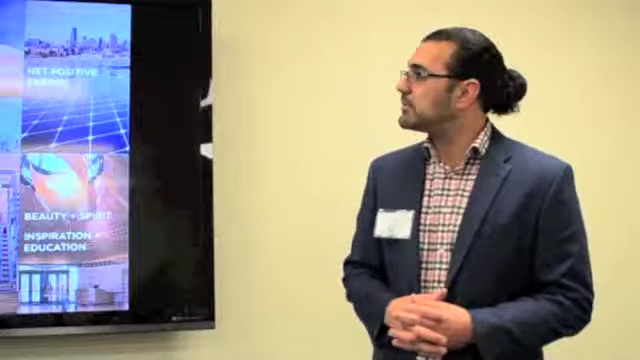 NET POSITIVE
ENERGY
BEAUTY + SPIRIT
INSPIRATION +
EDUCATION